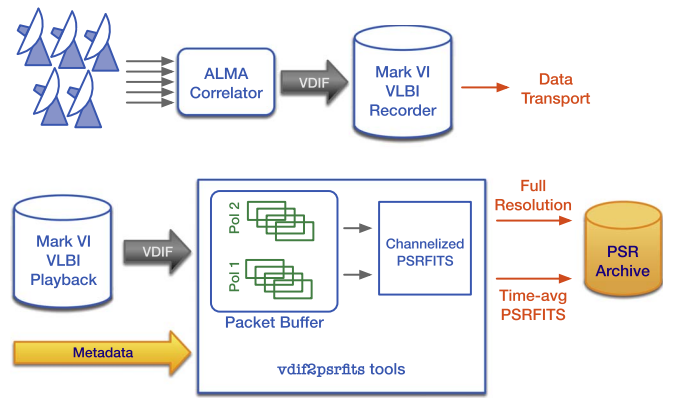 ALMA
Correlator
VDIF
Mark VI
VLBI
Recorder
Data
Transport
Mark VI
VLBI
Playback
VDIF
Metadata
Pol 2
Pol 1
Packet Buffer
Channelized
PSRFITS
vdif2psrfits tools
Full
Resolution
Time-avg
PSRFITS
PSR
Archive